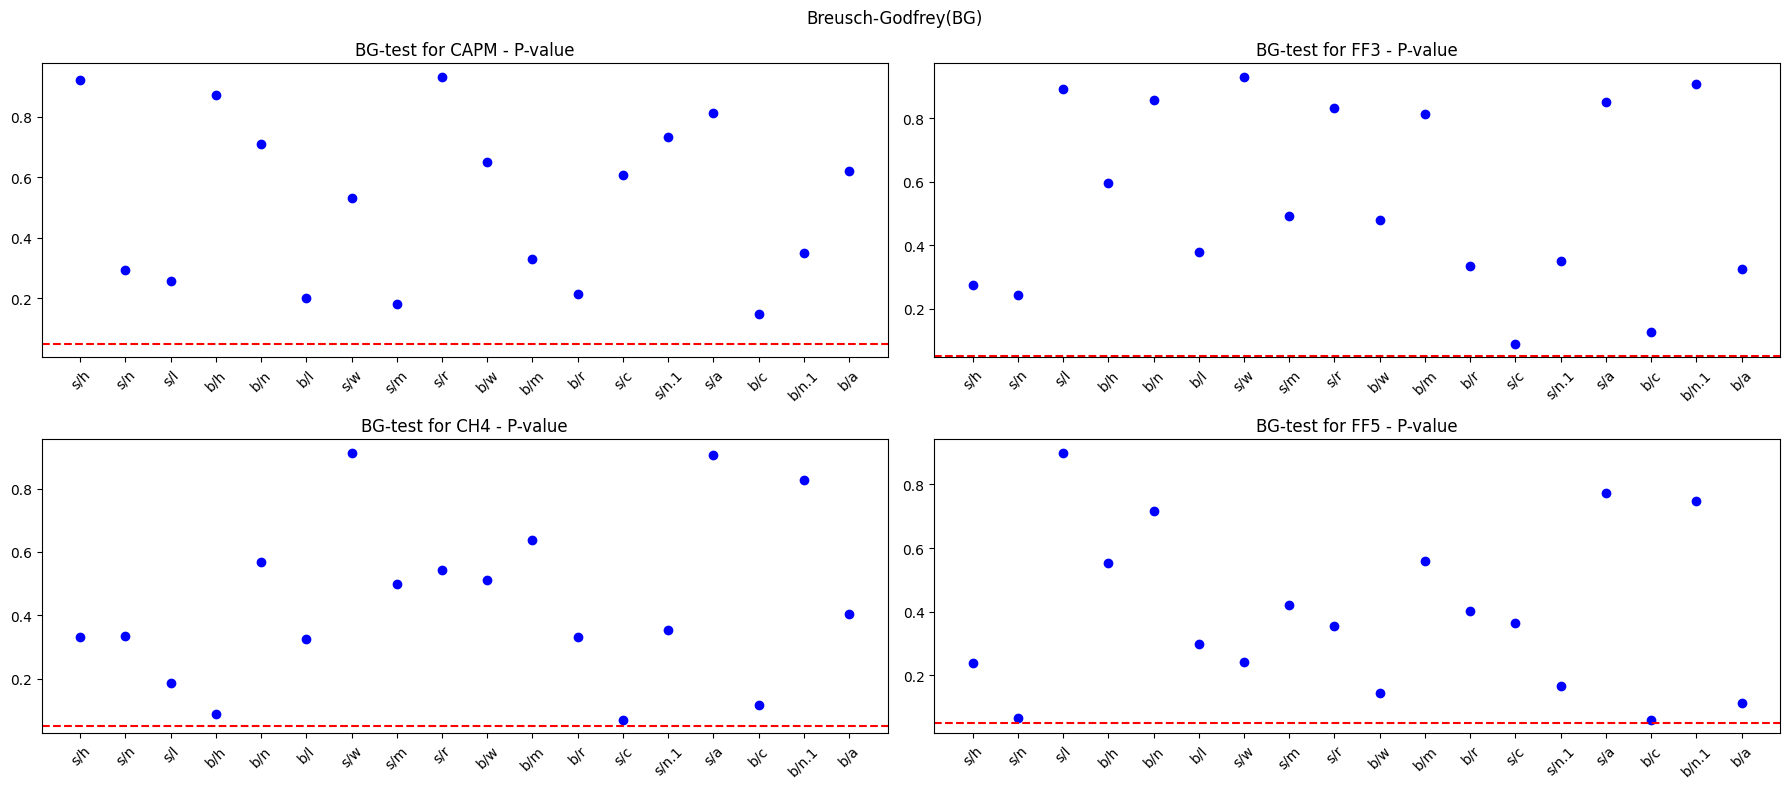 Breusch-Godfrey(BG)
BG-test for CAPM - P-value
0.8
0.6
0.4
0.2
s/h s/n s/l b/h b/n b/l s/w s/m s/r b/w b/m b/r s/c s/n.1 s/a b/c b/n.1 b/a
BG-test for FF3 - P-value
0.8
0.6
0.4
0.2
s/h s/n s/l b/h b/n b/l s/w s/m s/r b/w b/m b/r s/c s/n.1 s/a b/c b/n.1 b/a
BG-test for CH4 - P-value
0.8
0.6
0.4
0.2
s/h s/n s/l b/h b/n b/l s/w s/m s/r b/w b/m b/r s/c s/n.1 s/a b/c b/n.1 b/a
BG-test for FF5 - P-value
0.8
0.6
0.4
0.2
s/h s/n s/l b/h b/n b/l s/w s/m s/r b/w b/m b/r s/c s/n.1 s/a b/c b/n.1 b/a